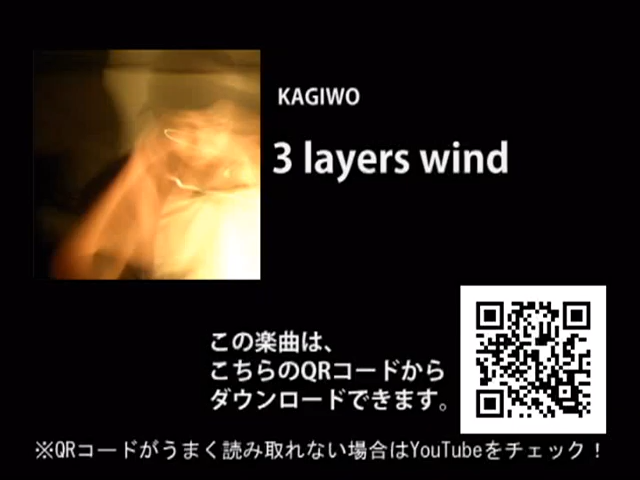 KAGIWO
3 layers wind
この楽曲は、
こちらのQRコードから
ダウンロードできます。
※QRコードがうまく読み取れない場合はYouTubeをチェック！